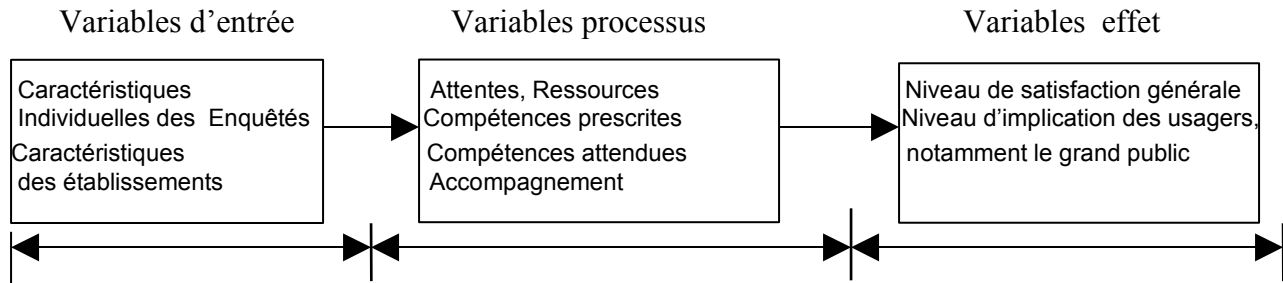 Variables d'entrée
Variables processus
Variables effet
Caractéristiques
Individuelles des Enquêtés
Caractéristiques
des établissements
Attentes, Ressources
Compétences prescrites
Compétences attendues
Accompagnement
Niveau de satisfaction générale
Niveau d'implication des usagers,
notamment le grand public